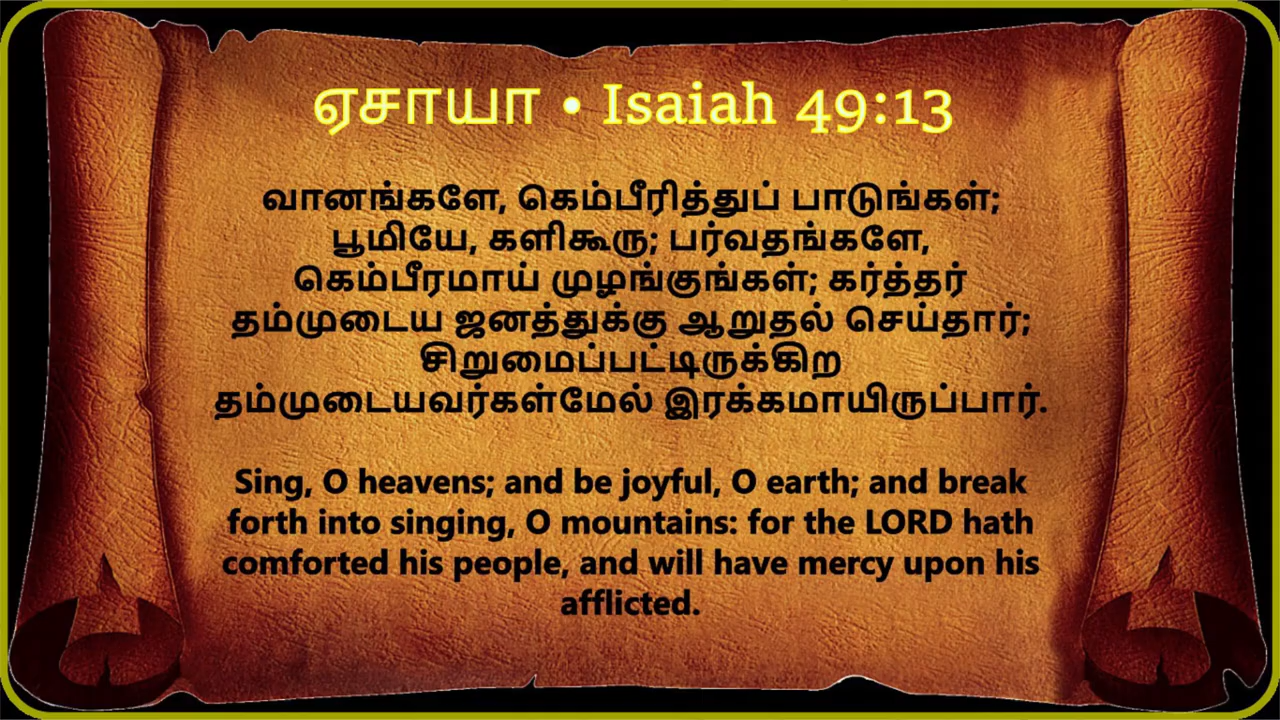 ஏசாயா • Isaiah 49:13
வானங்களே, கெம்பீரித்துப் பாடுங்கள்;
பூமியே, களிகூரு; பர்வதங்களே,
கெம்பீரமாய் முழங்குங்கள்; கர்த்தர்
தம்முடைய ஜனத்துக்கு ஆறுதல் செய்தார்;
சிறுமைப்பட்டிருக்கிற
தம்முடையவர்கள்மேல் இரக்கமாயிருப்பார்.
Sing, O heavens; and be joyful, O earth; and break
forth into singing, O mountains: for the LORD hath
comforted his people, and will have mercy upon his
afflicted.